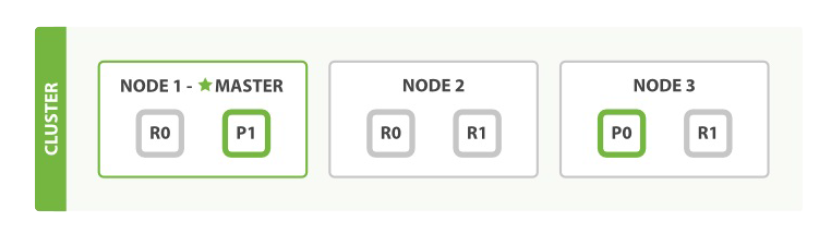 CLUSTER
NODE 1 - ★ MASTER
R0 P1
NODE 2
R0 R1
NODE 3
P0 R1